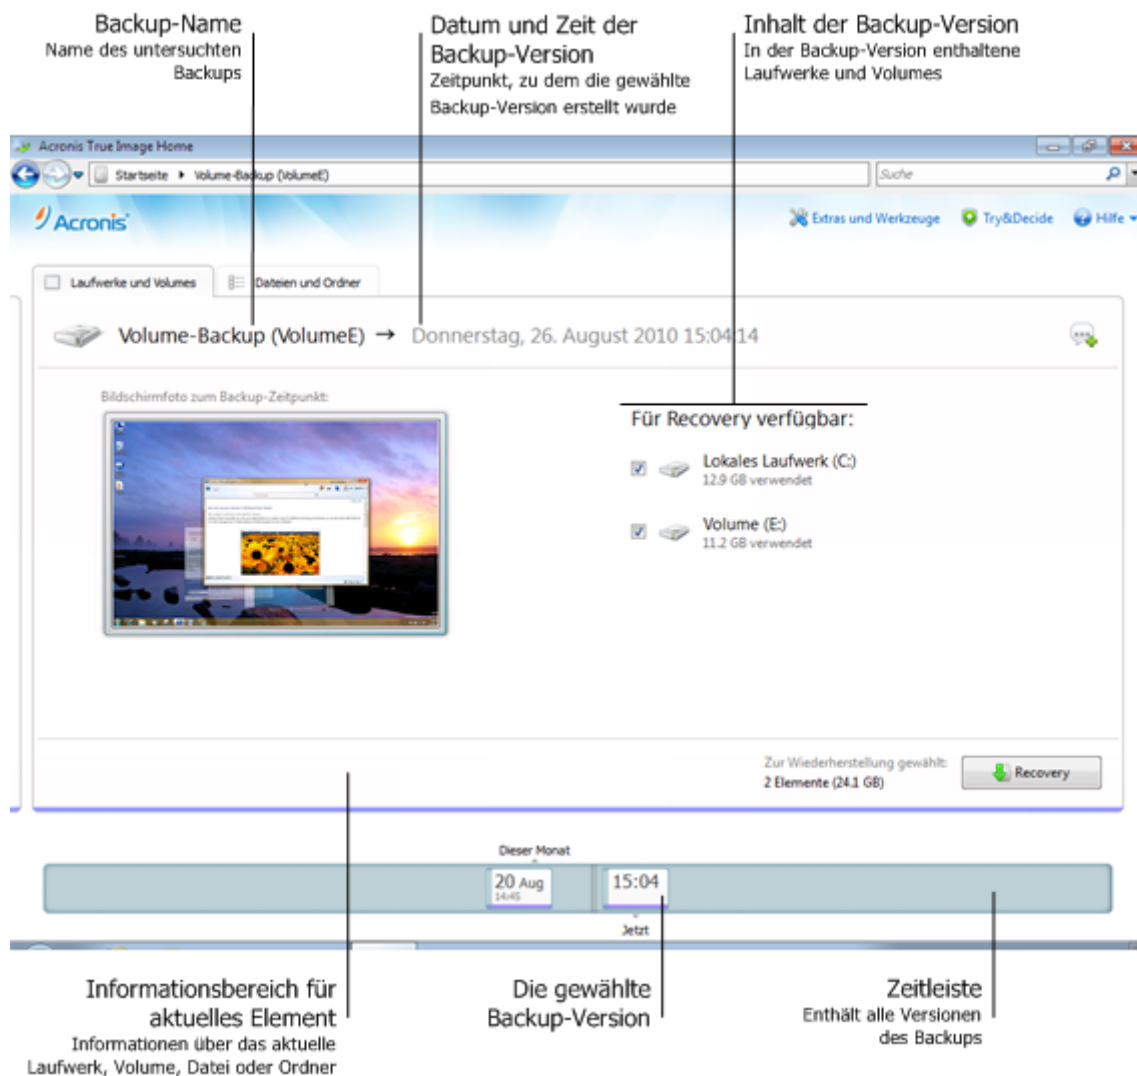 Backup-Name
Name des untersuchten
Backups
Datum und Zeit der
Backup-Version
Zeitpunkt, zu dem die gewählte
Backup-Version erstellt wurde
Inhalt der Backup-Version
In der Backup-Version enthaltene
Laufwerke und Volumes
Acronis True Image Home
Startseite
Volume-Backup (VolumeE)
Suche
Acronis
Extras und Werkzeuge
Try&Decide
Hilfe
Laufwerke und Volumes
Dateien und Ordner
Volume-Backup (VolumeE) → Donnerstag, 26. August 2010 15:04:14
Bildschirmfoto zum Backup-Zeitpunkt:
Für Recovery verfügbar:
Lokales Laufwerk (C:)
12.9 GB verwendet
Volume (E:)
11.2 GB verwendet
Zur Wiederherstellung gewählt:
2 Elemente (24.1 GB)
Recovery
Dieser Monat
20 Aug
14:45
15:04
Jetzt
Informationsbereich für
aktuelles Element
Informationen über das aktuelle
Laufwerk, Volume, Datei oder Ordner
Die gewählte
Backup-Version
Zeitleiste
Enthält alle Versionen
des Backups